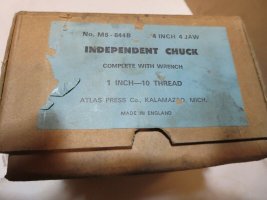 No. M6-844B 4 INCH 4 JAW
INDEPENDENT CHUCK
COMPLETE WITH WRENCH
1 INCH—10 THREAD
ATLAS PRESS Co., KALAMAZOO, MICH.
MADE IN ENGLAND